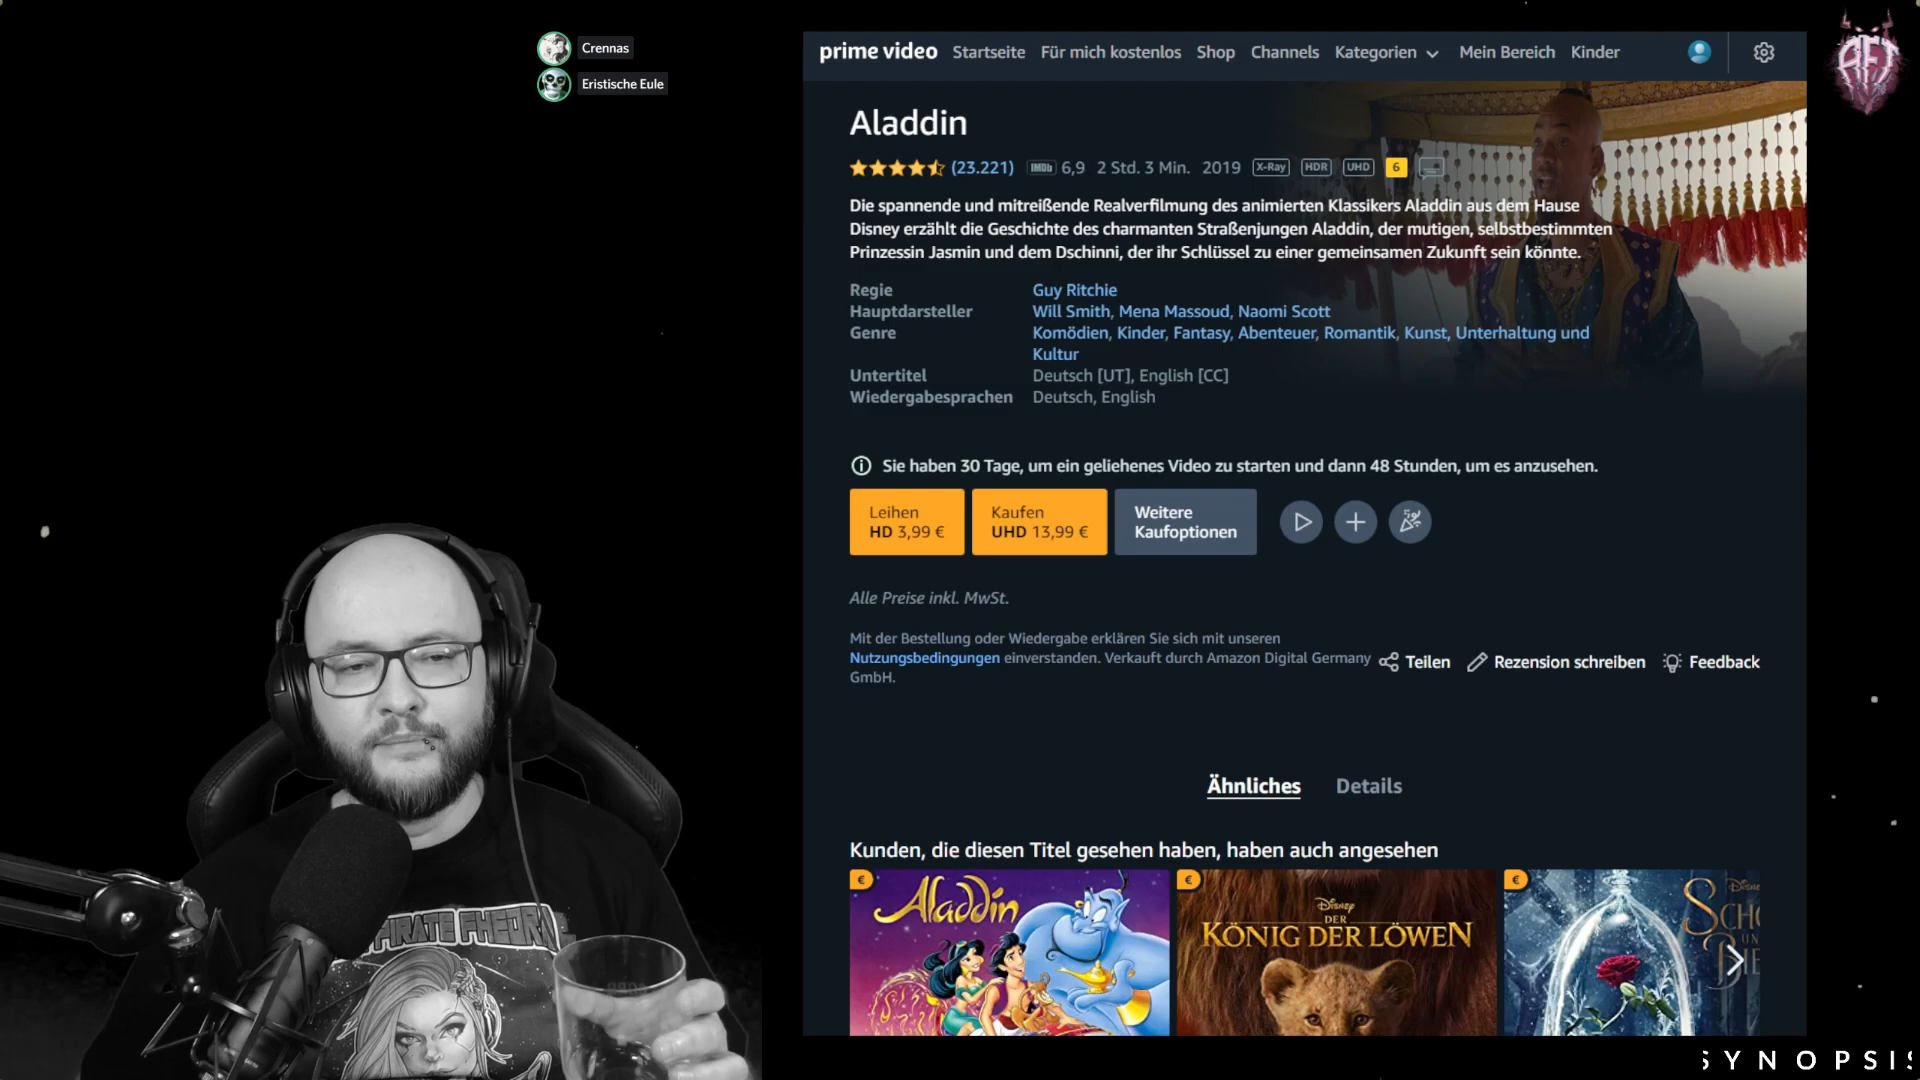 Crennas
Eristische Eule
prime video Startseite Für mich kostenlos Shop Channels Kategorien Mein Bereich Kinder
Aladdin
(23.221) IMDb 6,9 2 Std. 3 Min. 2019 X-Ray HDR UHD 6
Die spannende und mitreißende Realverfilmung des animierten Klassikers Aladdin aus dem Hause
Disney erzählt die Geschichte des charmanten Straßenjungen Aladdin, der mutigen, selbstbestimmten
Prinzessin Jasmin und dem Dschinni, der ihr Schlüssel zu einer gemeinsamen Zukunft sein könnte.
Regie Guy Ritchie
Hauptdarsteller Will Smith, Mena Massoud, Naomi Scott
Genre Komödien, Kinder, Fantasy, Abenteuer, Romantik, Kunst, Unterhaltung und
Kultur
Untertitel Deutsch [UT], English [CC]
Wiedergabesprachen Deutsch, English
Sie haben 30 Tage, um ein geliehenes Video zu starten und dann 48 Stunden, um es anzusehen.
Leihen
HD 3,99 €
Kaufen
UHD 13,99 €
Weitere
Kaufoptionen
Alle Preise inkl. MwSt.
Mit der Bestellung oder Wiedergabe erklären Sie sich mit unseren
Nutzungsbedingungen einverstanden. Verkauft durch Amazon Digital Germany
GmbH.
Teilen Rezension schreiben Feedback
Ähnliches Details
Kunden, die diesen Titel gesehen haben, haben auch angesehen
€ € €
Aladdin
Disney
DER
KÖNIG DER LÖWEN
Disney
SCHÖ
UN
BIE
PIRATE PHEDRA
SYNOPSIS